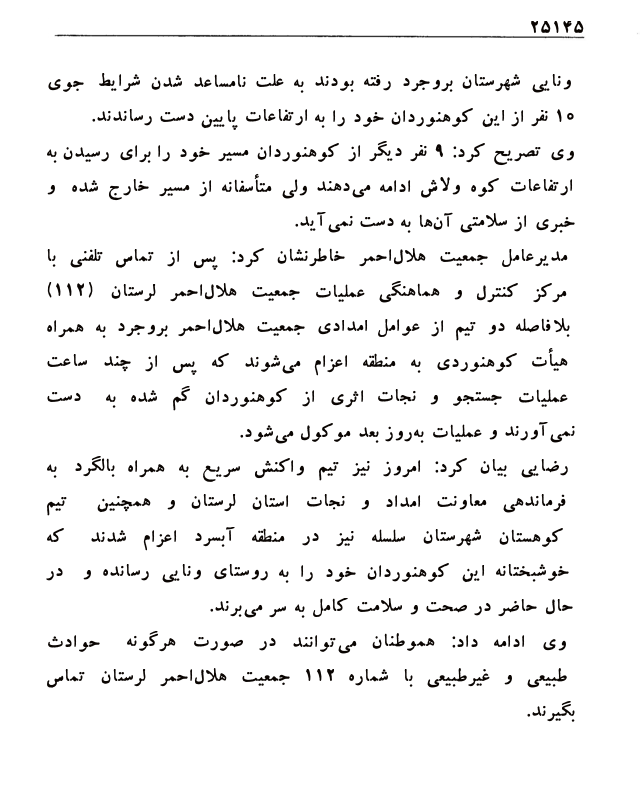 ۲۵۱۴۵
ونایی شهرستان بروجرد رفته بودند به علت نامساعد شدن شرایط جوی
۱۰ نفر از این کوهنوردان خود را به ارتفاعات پایین دست رساندند.
وی تصریح کرد: ۹ نفر دیگر از کوهنوردان مسیر خود را برای رسیدن به
ارتفاعات کوه ولاش ادامه می‌دهند ولی متأسفانه از مسیر خارج شده و
خبری از سلامتی آن‌ها به دست نمی‌آید.
مدیرعامل جمعیت هلال‌احمر خاطرنشان کرد: پس از تماس تلفنی با
مرکز کنترل و هماهنگی عملیات جمعیت هلال‌احمر لرستان (۱۱۲)
بلافاصله دو تیم از عوامل امدادی جمعیت هلال‌احمر بروجرد به همراه
هیأت کوهنوردی به منطقه اعزام می‌شوند که پس از چند ساعت
عملیات جستجو و نجات اثری از کوهنوردان گم شده به دست
نمی‌آورند و عملیات به‌روز بعد موکول می‌شود.
رضایی بیان کرد: امروز نیز تیم واکنش سریع به همراه بالگرد به
فرماندهی معاونت امداد و نجات استان لرستان و همچنین تیم
کوهستان شهرستان سلسله نیز در منطقه آبسرد اعزام شدند که
خوشبختانه این کوهنوردان خود را به روستای ونایی رسانده و در
حال حاضر در صحت و سلامت کامل به سر می‌برند.
وی ادامه داد: هموطنان می‌توانند در صورت هرگونه حوادث
طبیعی و غیرطبیعی با شماره ۱۱۲ جمعیت هلال‌احمر لرستان تماس
بگیرند.